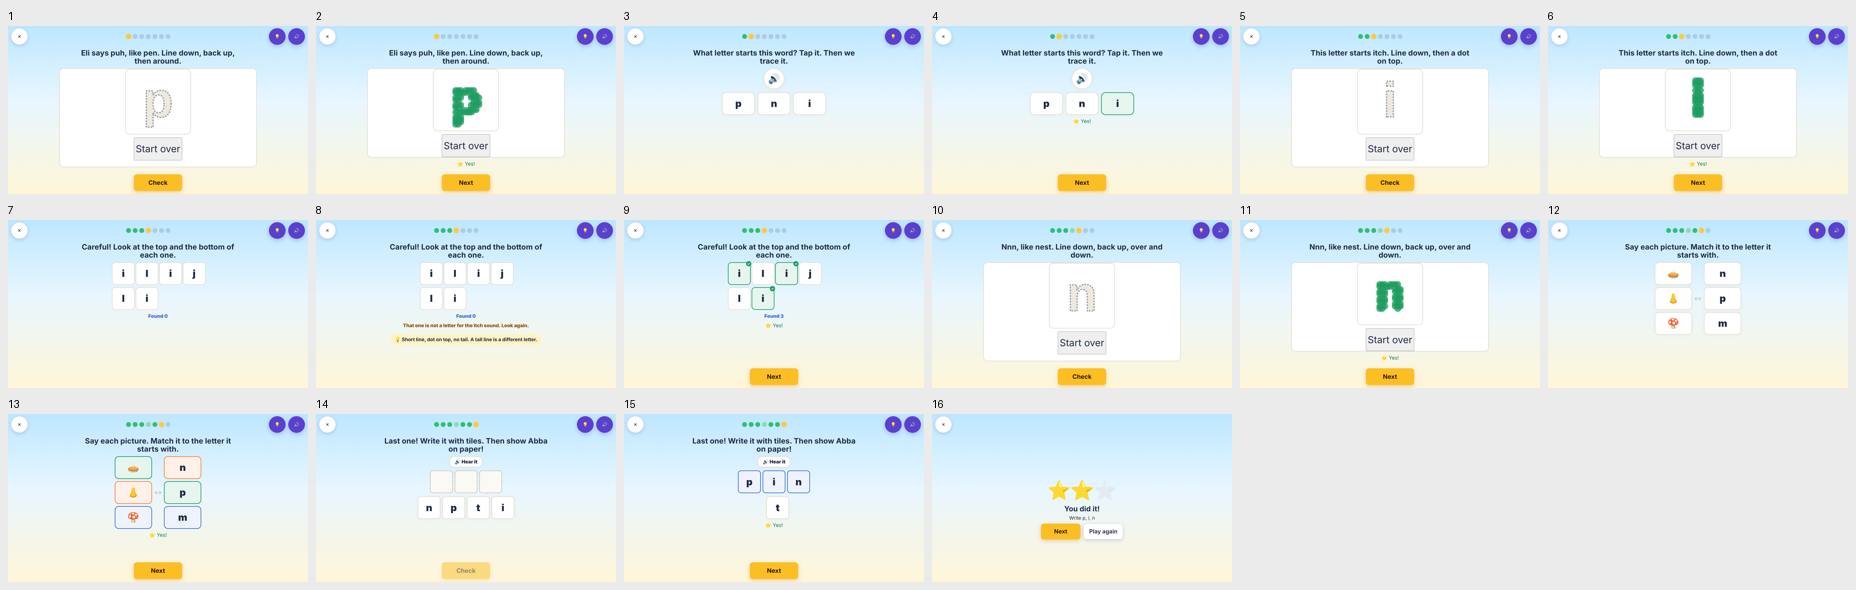 1
Eli says puh, like pen. Line down, back up,
then around.
p
Start over
Check
2
Eli says puh, like pen. Line down, back up,
then around.
p
Start over
⭐ Yes!
Next
3
What letter starts this word? Tap it. Then we
trace it.
p n i
4
What letter starts this word? Tap it. Then we
trace it.
p n i
⭐ Yes!
Next
5
This letter starts itch. Line down, then a dot
on top.
i
Start over
Check
6
This letter starts itch. Line down, then a dot
on top.
i
Start over
⭐ Yes!
Next
7
Careful! Look at the top and the bottom of
each one.
i l i j
l i
Found 0
8
Careful! Look at the top and the bottom of
each one.
i l i j
l i
Found 0
That one is not a letter for the itch sound. Look again.
💡 Short line, dot on top, no tail. A tall line is a different letter.
9
Careful! Look at the top and the bottom of
each one.
i l i j
l i
Found 3
⭐ Yes!
Next
10
Nnn, like nest. Line down, back up, over and
down.
n
Start over
Check
11
Nnn, like nest. Line down, back up, over and
down.
n
Start over
⭐ Yes!
Next
12
Say each picture. Match it to the letter it
starts with.
n
p
m
13
Say each picture. Match it to the letter it
starts with.
n
p
m
⭐ Yes!
Next
14
Last one! Write it with tiles. Then show Abba
on paper!
Hear it
n p t i
Check
15
Last one! Write it with tiles. Then show Abba
on paper!
Hear it
p i n
t
⭐ Yes!
Next
16
You did it!
Write p, i, n
Next Play again